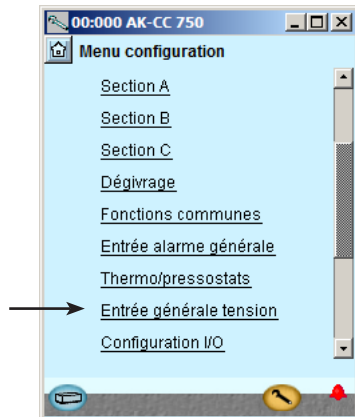 00:000 AK-CC 750
Menu configuration
Section A
Section B
Section C
Dégivrage
Fonctions communes
Entrée alarme générale
Thermo/pressostats
Entrée générale tension
Configuration I/O